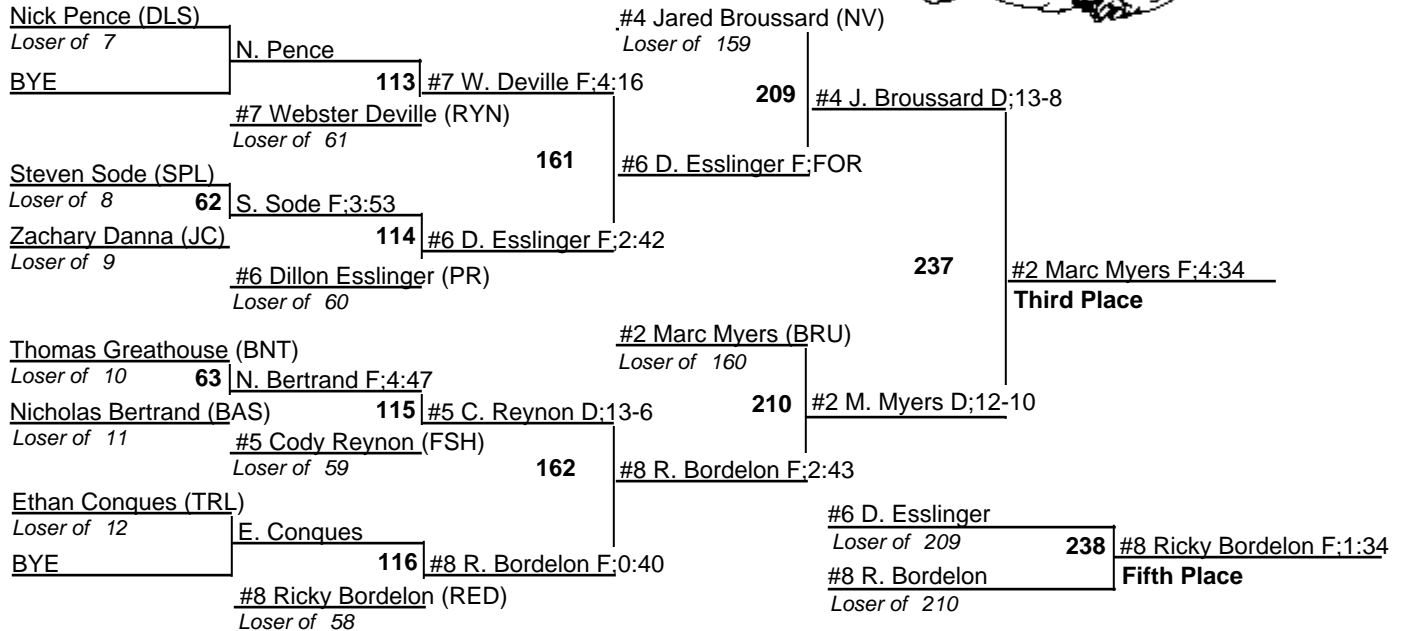 Nick Pence (DLS)
Loser of 7
BYE
N. Pence
113
#7 Webster Deville (RYN)
Loser of 61
#7 W. Deville F;4:16
Steven Sode (SPL)
Loser of 8
62
Zachary Danna (JC)
Loser of 9
S. Sode F;3:53
114
#6 Dillon Esslinger (PR)
Loser of 60
#6 D. Esslinger F;2:42
161
#4 Jared Broussard (NV)
Loser of 159
209
#6 D. Esslinger F;FOR
#4 J. Broussard D;13-8
Thomas Greathouse (BNT)
Loser of 10
63
Nicholas Bertrand (BAS)
Loser of 11
N. Bertrand F;4:47
115
#5 Cody Reynon (FSH)
Loser of 59
#5 C. Reynon D;13-6
Ethan Conques (TRL)
Loser of 12
BYE
E. Conques
116
#8 Ricky Bordelon (RED)
Loser of 58
#8 R. Bordelon F;0:40
162
#2 Marc Myers (BRU)
Loser of 160
210
#8 R. Bordelon F;2:43
#2 M. Myers D;12-10
237
#2 Marc Myers F;4:34
Third Place
#6 D. Esslinger
Loser of 209
238
#8 R. Bordelon
Loser of 210
#8 Ricky Bordelon F;1:34
Fifth Place